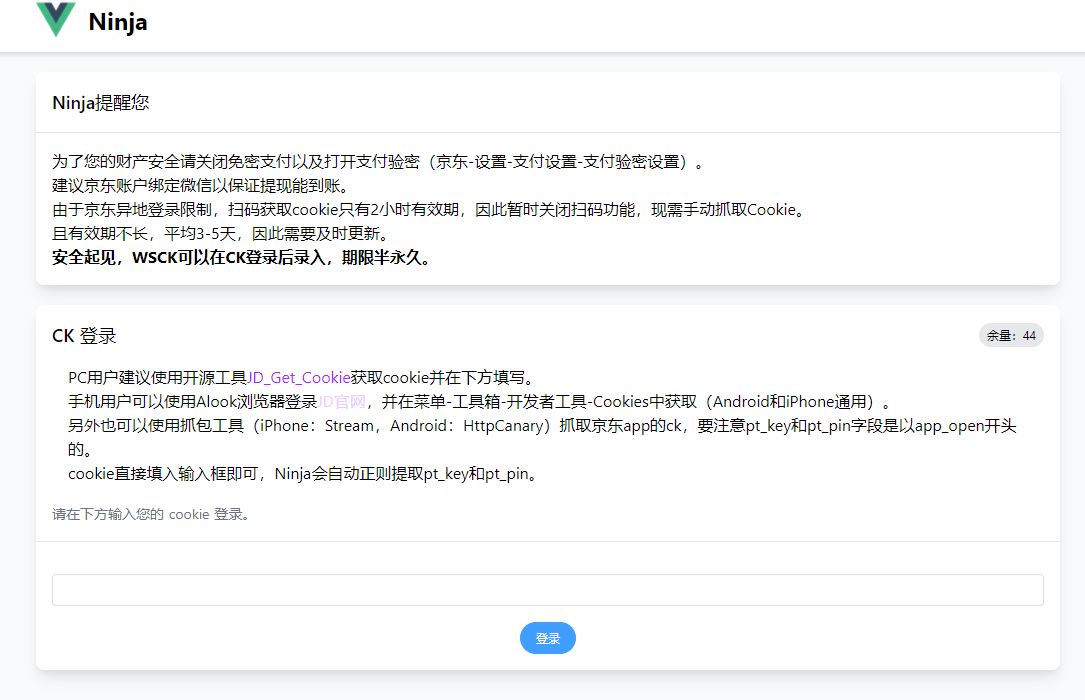 Ninja
Ninja提醒您
为了您的财产安全请关闭免密支付以及打开支付验密（京东-设置-支付设置-支付验密设置）。
建议京东账户绑定微信以保证提现能到账。
由于京东异地登录限制，扫码获取cookie只有2小时有效期，因此暂时关闭扫码功能，现需手动抓取Cookie。
且有效期不长，平均3-5天，因此需要及时更新。
安全起见，WSCK可以在CK登录后录入，期限半永久。
CK 登录
余量：44
PC用户建议使用开源工具JD_Get_Cookie获取cookie并在下方填写。
手机用户可以使用Alook浏览器登录JD官网，并在菜单-工具箱-开发者工具-Cookies中获取（Android和iPhone通用）。
另外也可以使用抓包工具（iPhone：Stream，Android：HttpCanary）抓取京东app的ck，要注意pt_key和pt_pin字段是以app_open开头
的。
cookie直接填入输入框即可，Ninja会自动正则提取pt_key和pt_pin。
请在下方输入您的 cookie 登录。
登录